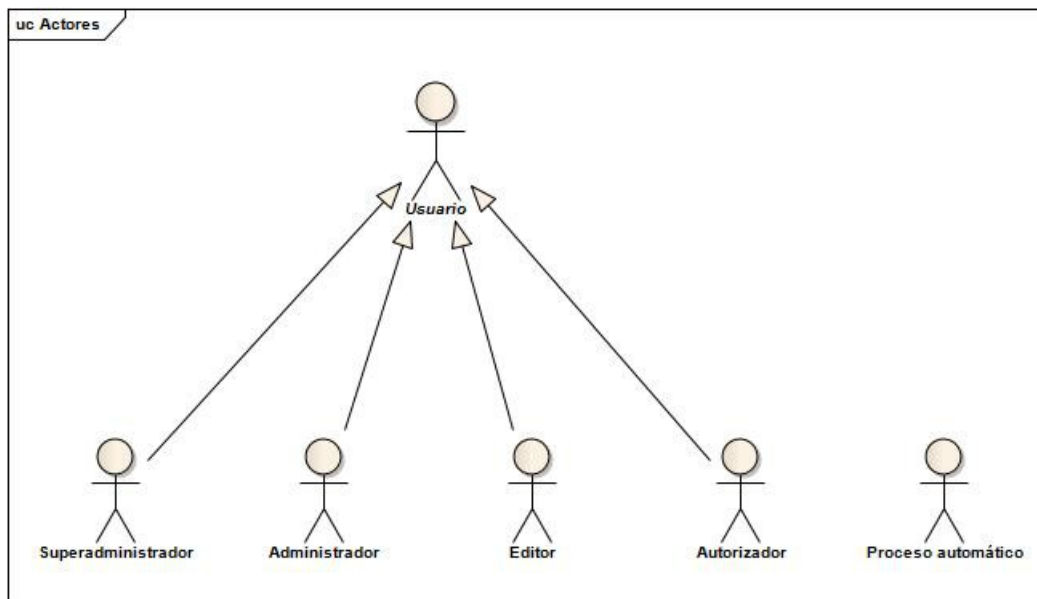 uc Actores
Usuario
Superadministrador
Administrador
Editor
Autorizador
Proceso automático